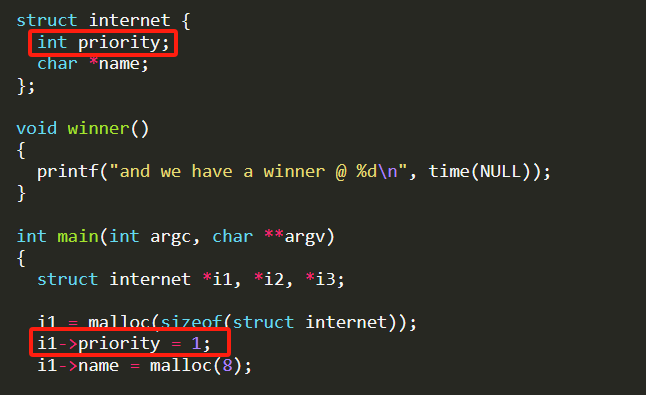 struct internet {
int priority;
char *name;
};
void winner()
{
printf("and we have a winner @ %d\n", time(NULL));
}
int main(int argc, char **argv)
{
struct internet *i1, *i2, *i3;
i1 = malloc(sizeof(struct internet));
i1->priority = 1;
i1->name = malloc(8);